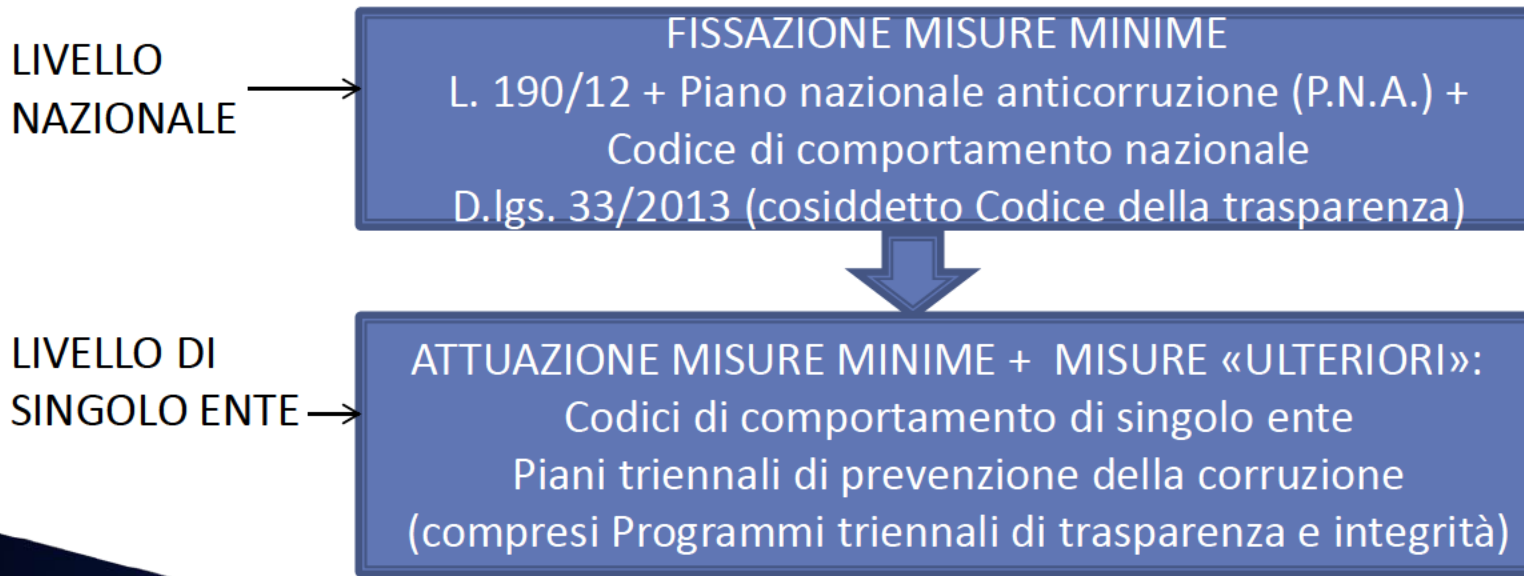 LIVELLO
NAZIONALE
FISSAZIONE MISURE MINIME
L. 190/12 + Piano nazionale anticorruzione (P.N.A.) +
Codice di comportamento nazionale
D.lgs. 33/2013 (cosiddetto Codice della trasparenza)
LIVELLO DI
SINGOLO ENTE
ATTUAZIONE MISURE MINIME + MISURE «ULTERIORI»:
Codici di comportamento di singolo ente
Piani triennali di prevenzione della corruzione
(compresi Programmi triennali di trasparenza e integrità)